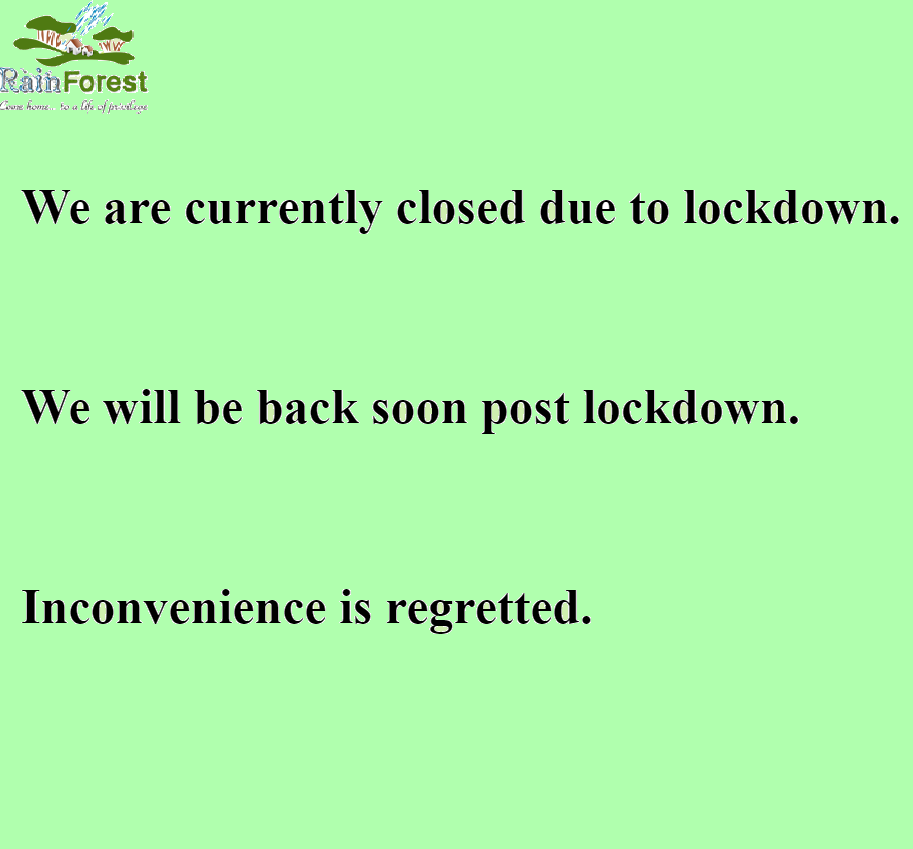 RainForest
Come home... to a life of privilege
We are currently closed due to lockdown.
We will be back soon post lockdown.
Inconvenience is regretted.